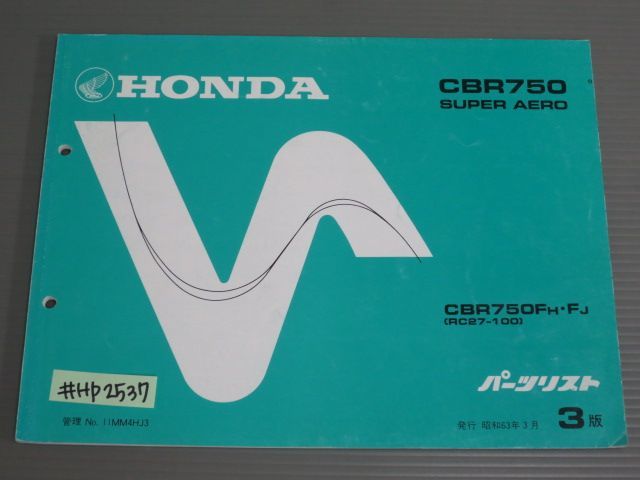 HONDA
CBR750
SUPER AERO
CBR750FH・FJ
(RC27-100)
パーツリスト
#Hp2537
管理 No. 11MM4HJ3
発行 昭和63年3月 3版